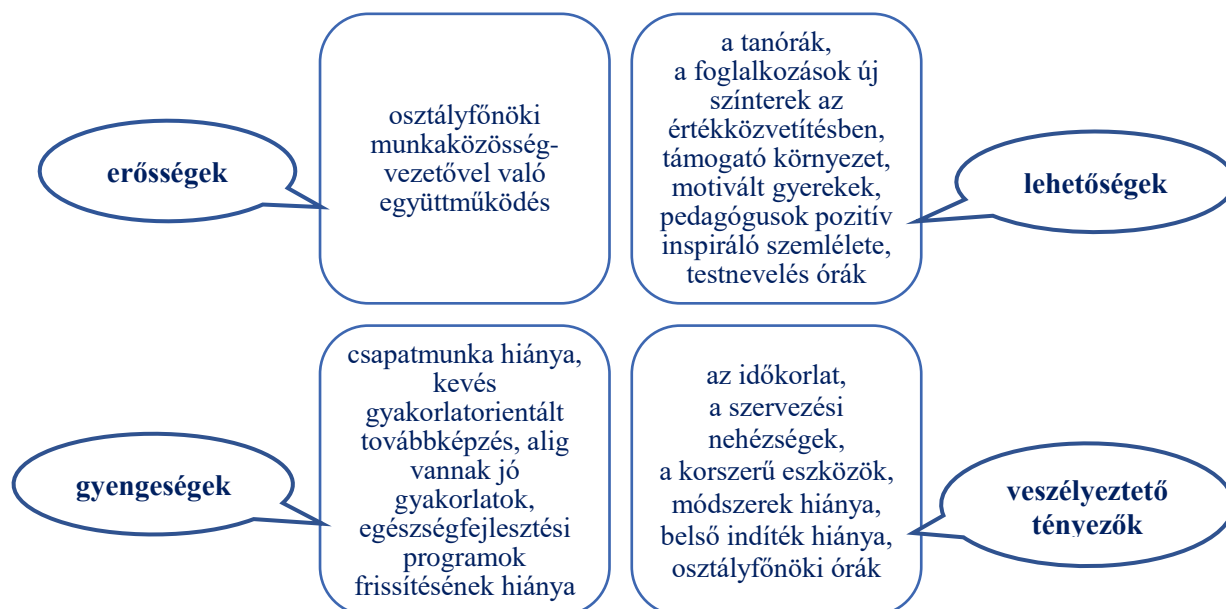 erősségek
osztályfőnöki
munkaközösség-
vezetővel való
együttműködés
a tanórák,
a foglalkozások új
színterek az
értékközvetítésben,
támogató környezet,
motivált gyerekek,
pedagógusok pozitív
inspiráló szemlélete,
testnevelés órák
lehetőségek
gyengeségek
csapatmunka hiánya,
kevés
gyakorlatorientált
továbbképzés, alig
vannak jó
gyakorlatok,
egészségfejlesztési
programok
frissítésének hiánya
az időkorlat,
a szervezési
nehézségek,
a korszerű eszközök,
módszerek hiánya,
belső indíték hiánya,
osztályfőnöki órák
veszélyeztető
tényezők